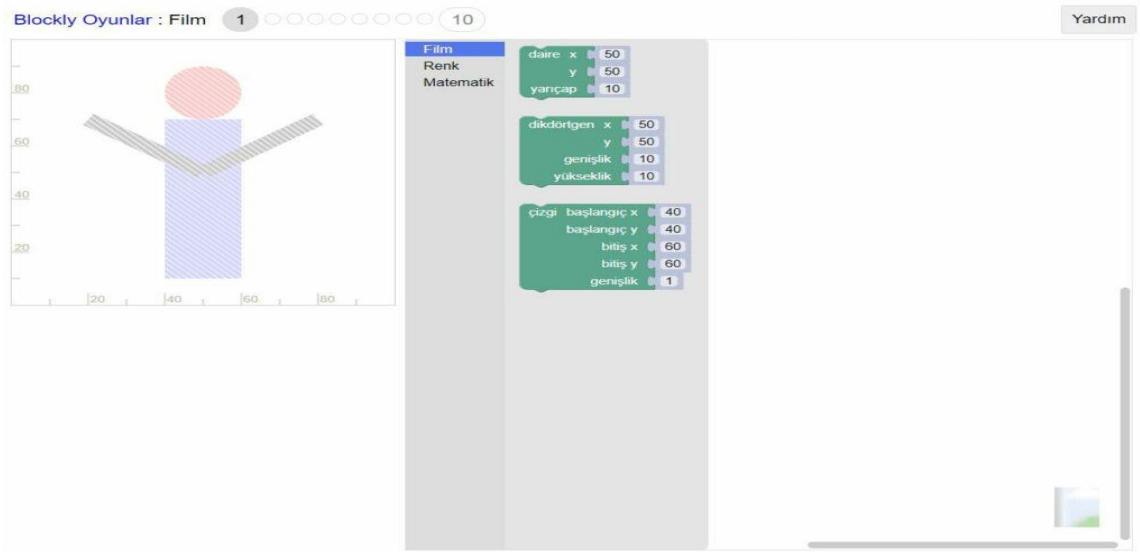 Blockly Oyunlar : Film 1 10 Yardım
80
60
40
20
20 40 60 80
Film
Renk
Matematik
daire x 50
y 50
yarıçap 10
dikdörtgen x 50
y 50
genişlik 10
yükseklik 10
çizgi başlangıç x 40
başlangıç y 40
bitiş x 60
bitiş y 60
genişlik 1